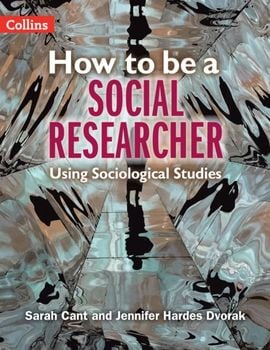 Collins
How to be a
SOCIAL
RESEARCHER
Using Sociological Studies
Sarah Cant and Jennifer Hardes Dvorak